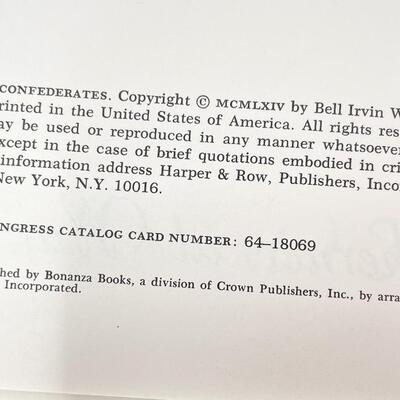 CONFEDERATES. Copyright © MCMLXIV by Bell Irvin W
rinted in the United States of America. All rights res
ay be used or reproduced in any manner whatsoever
xcept in the case of brief quotations embodied in cri
information address Harper & Row, Publishers, Inco
New York, N.Y. 10016.
NGRESS CATALOG CARD NUMBER: 64–18069
hed by Bonanza Books, a division of Crown Publishers, Inc., by arra
Incorporated.